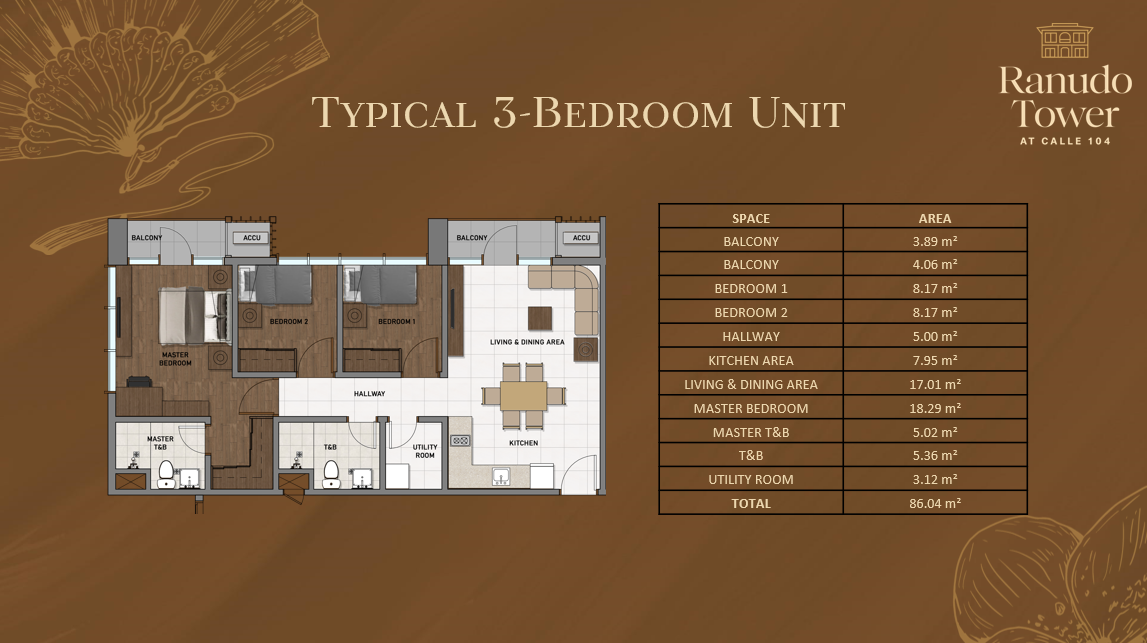 Ranudo
Tower
AT CALLE 104
TYPICAL 3-BEDROOM UNIT
BALCONY
ACCU
BALCONY
ACCU
BEDROOM 2
BEDROOM 1
LIVING & DINING AREA
MASTER
BEDROOM
HALLWAY
MASTER
T&B
T&B
UTILITY
ROOM
KITCHEN
SPACE AREA
BALCONY 3.89 m²
BALCONY 4.06 m²
BEDROOM 1 8.17 m²
BEDROOM 2 8.17 m²
HALLWAY 5.00 m²
KITCHEN AREA 7.95 m²
LIVING & DINING AREA 17.01 m²
MASTER BEDROOM 18.29 m²
MASTER T&B 5.02 m²
T&B 5.36 m²
UTILITY ROOM 3.12 m²
TOTAL 86.04 m²